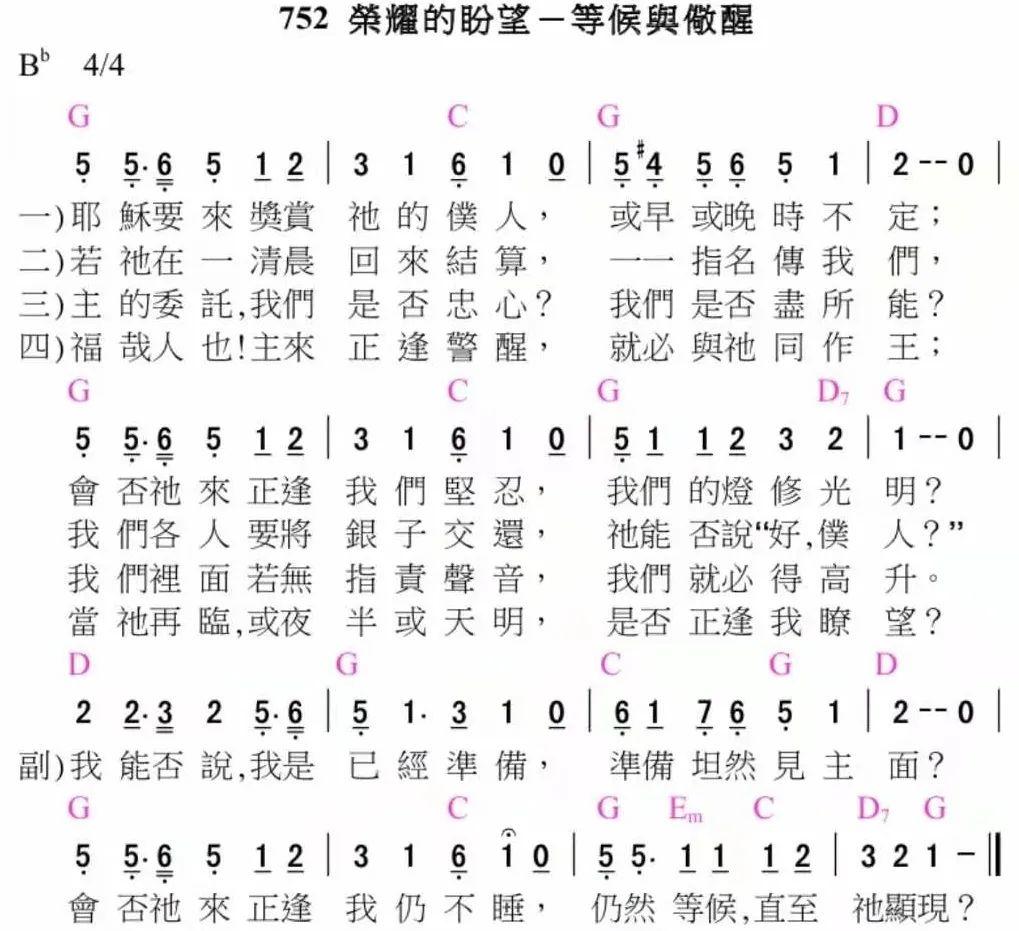 752 榮耀的盼望－等候與儆醒
B♭ 4/4
G C G D
5 5. 6 5 1 2 | 3 1 6 1 0 | 5 #4 5 6 5 1 | 2 - - 0 |
一)耶穌要來獎賞祂的僕人，或早或晚時不定；
二)若祂在一清晨回來結算，一一指名傳我們，
三)主的委託,我們是否忠心？我們是否盡所能？
四)福哉人也!主來正逢警醒，就必與祂同作王；
G C G D7 G
5 5. 6 5 1 2 | 3 1 6 1 0 | 5 1 1 2 3 2 | 1 - - 0 |
會否祂來正逢我們堅忍，我們的燈修光明？
我們各人要將銀子交還，祂能否說“好,僕人？”
我們裡面若無指責聲音，我們就必得高升。
當祂再臨,或夜半或天明，是否正逢我瞭望？
D G C G D
2 2. 3 2 5. 6 | 5 1. 3 1 0 | 6 1 7 6 5 1 | 2 - - 0 |
副)我能否說,我是已經準備，準備坦然見主面？
G C G Em C D7 G
5 5. 6 5 1 2 | 3 1 6 1 0 | 5 5. 1 1 1 2 | 3 2 1 - ||
會否祂來正逢我仍不睡，仍然等候,直至祂顯現？